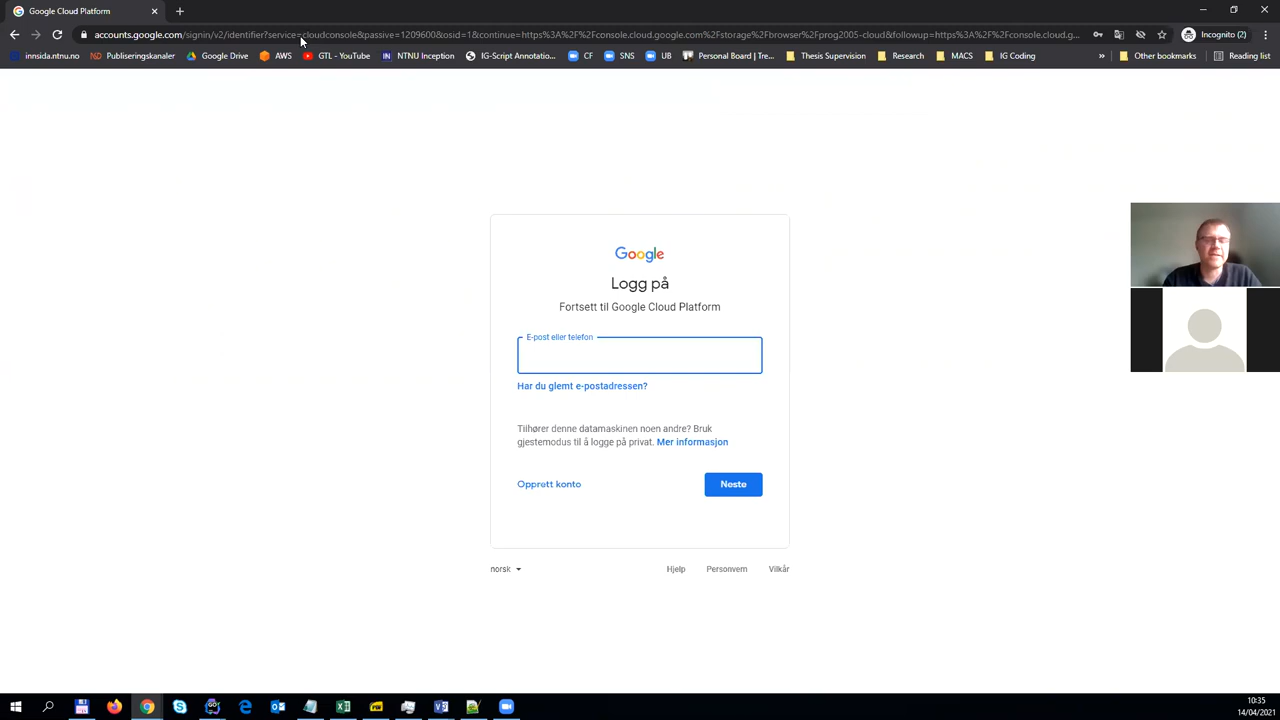 Google Cloud Platform
accounts.google.com/signin/v2/identifier?service=cloudconsole&passive=1209600&osid=1&continue=https%3A%2F%2Fconsole.cloud.google.com%2Fstorage%2Fbrowser%2Fprog2005-cloud&followup=https%3A%2F%2Fconsole.cloud.g...
Incognito (2)
innsida.ntnu.no
Publiseringskanaler
Google Drive
AWS
GTL - YouTube
NTNU Inception
IG-Script Annotatio...
CF
SNS
UB
Personal Board | Tre...
Thesis Supervision
Research
MACS
IG Coding
»
Other bookmarks
Reading list
Google
Logg på
Fortsett til Google Cloud Platform
E-post eller telefon
Har du glemt e-postadressen?
Tilhører denne datamaskinen noen andre? Bruk
gjestemodus til å logge på privat. Mer informasjon
Opprett konto
Neste
norsk
Hjelp
Personvern
Vilkår
10:35
14/04/2021